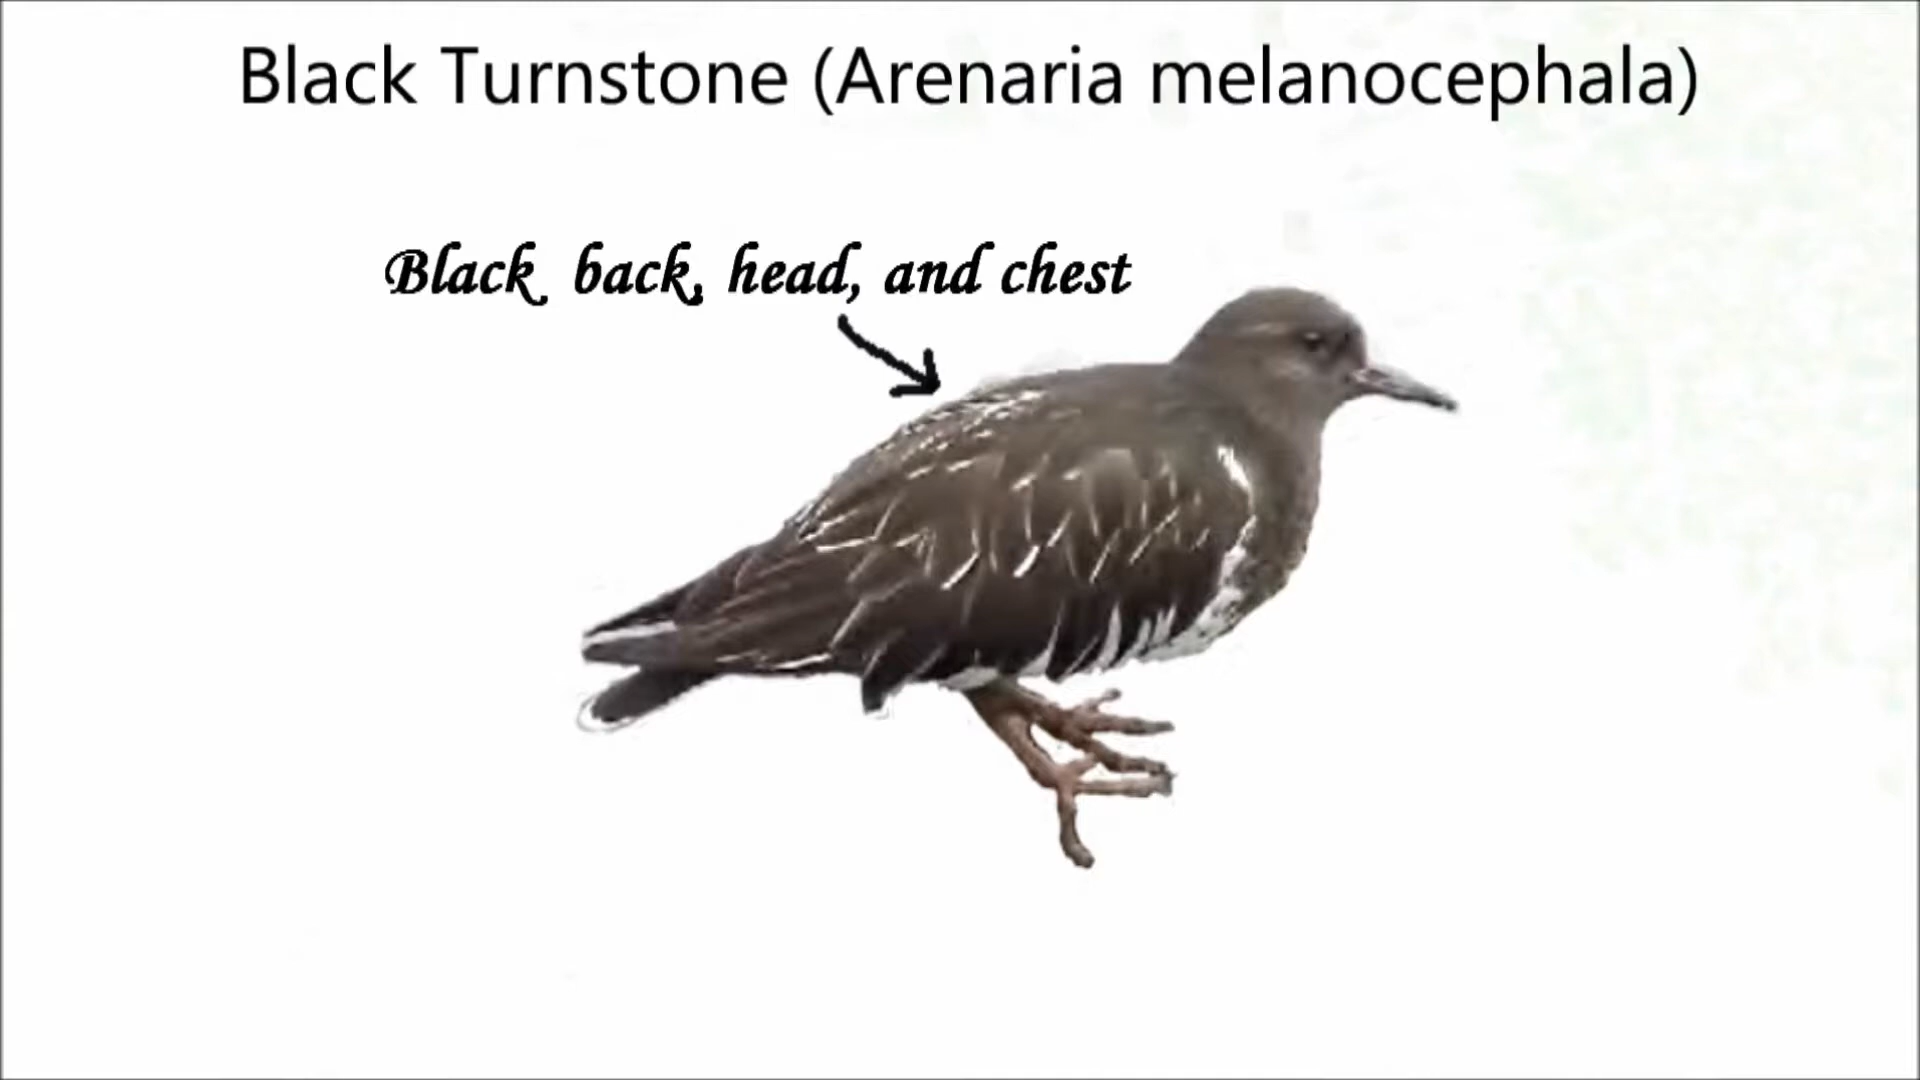 Black Turnstone (Arenaria melanocephala)
Black back, head, and chest